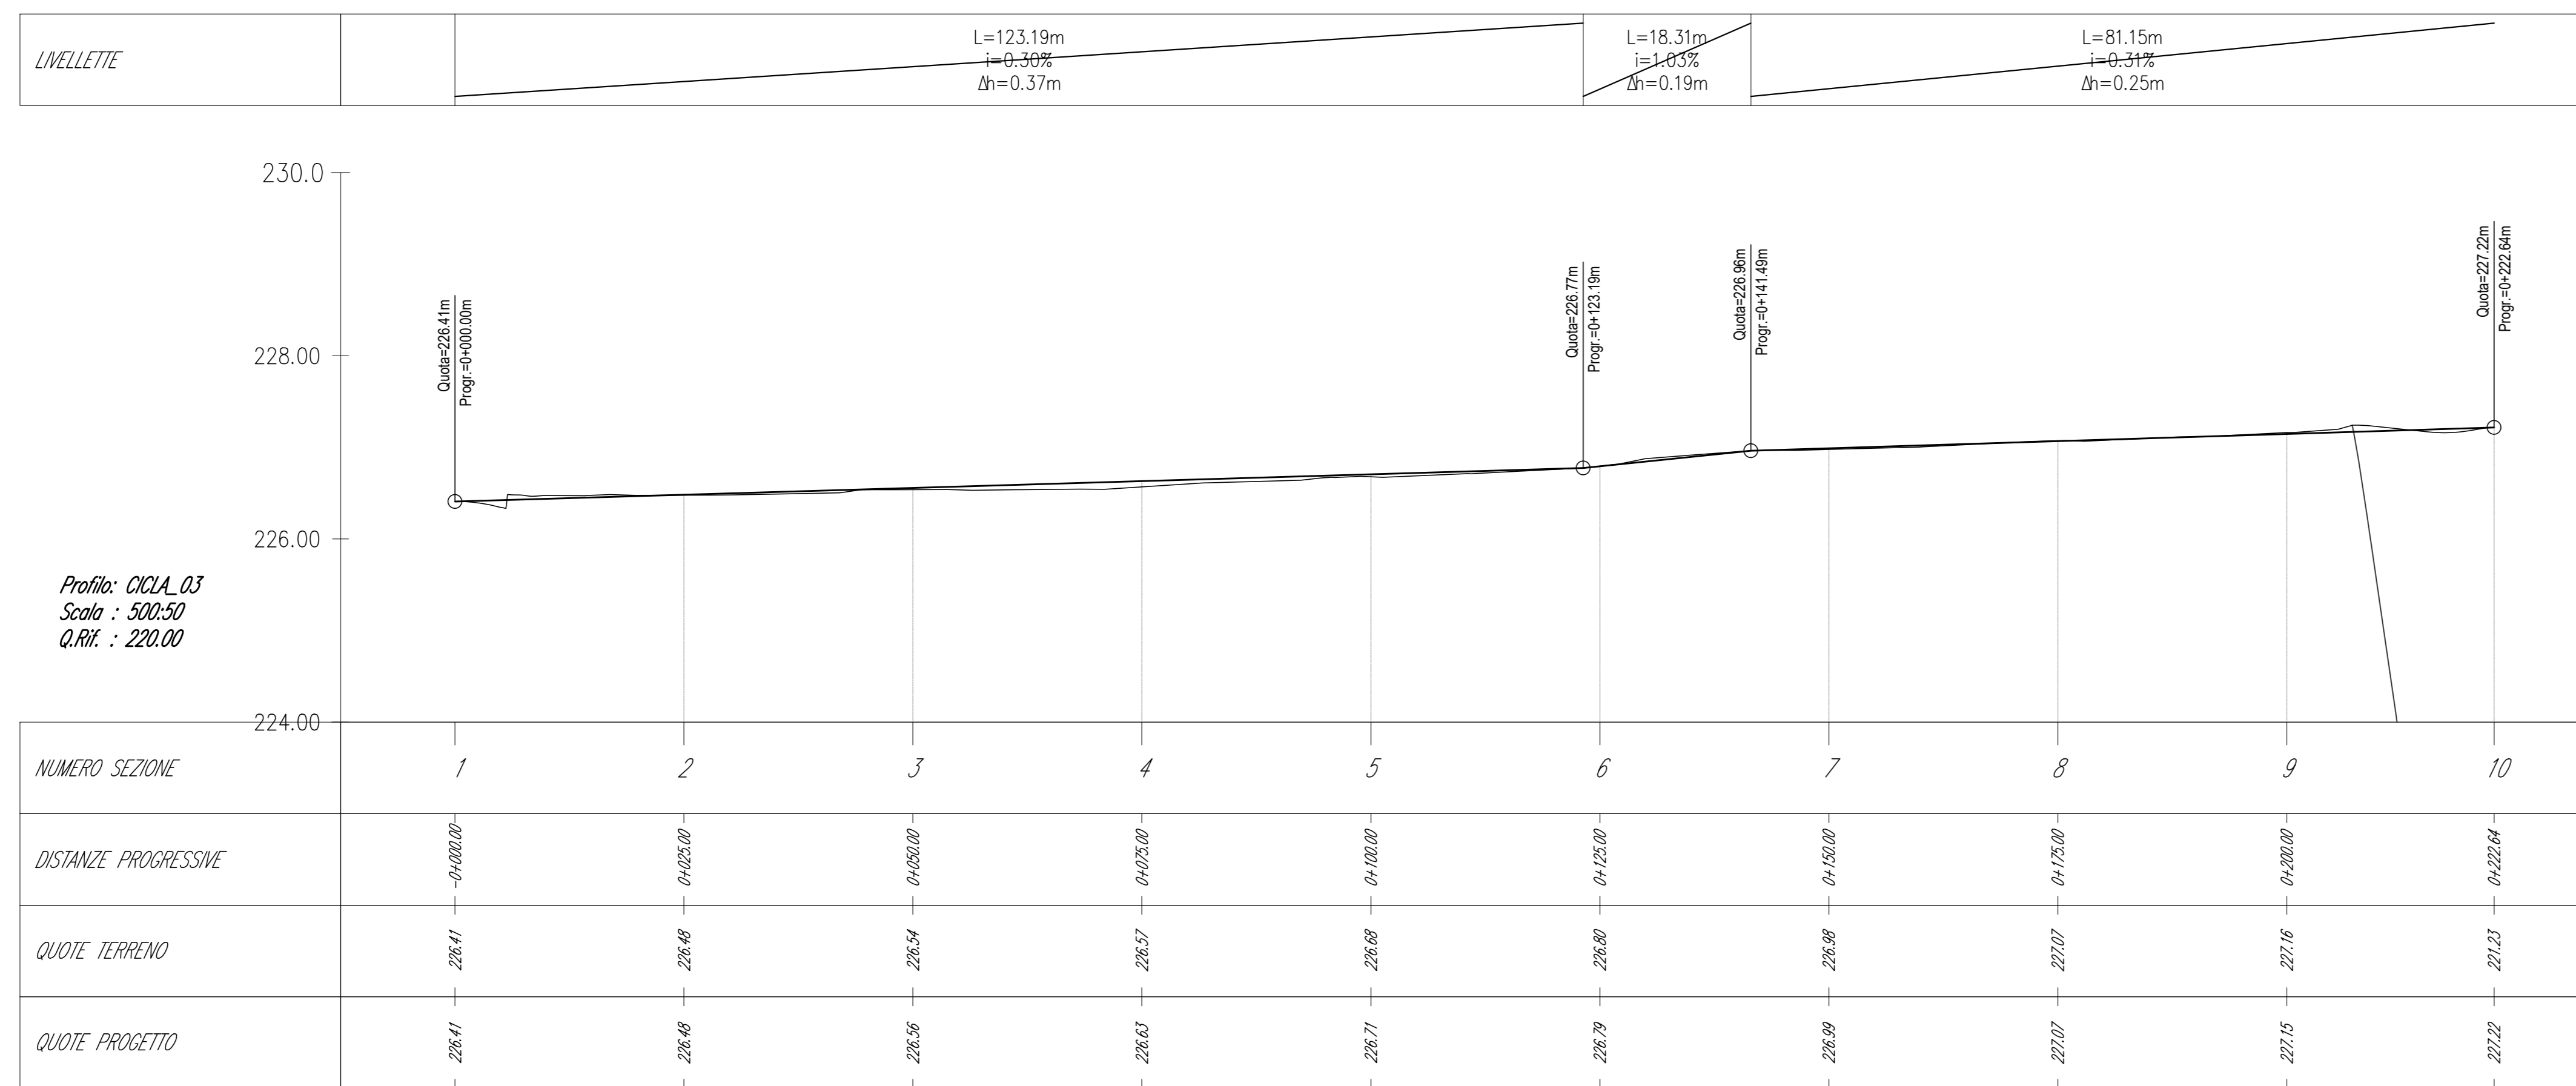 LIVELLETTE
L=123.19m
i=0.30%
Δh=0.37m
L=18.31m
i=1.03%
Δh=0.19m
L=81.15m
i=0.31%
Δh=0.25m
230.0
228.00
226.00
224.00
Quota=226.41m
Progr.=0+000.00m
Quota=226.77m
Progr.=0+123.19m
Quota=226.96m
Progr.=0+141.49m
Quota=227.22m
Progr.=0+222.64m
Profilo: CICLA_03
Scala : 500:50
Q.Rif. : 220.00
NUMERO SEZIONE 1 2 3 4 5 6 7 8 9 10
DISTANZE PROGRESSIVE -0+000.00 0+025.00 0+050.00 0+075.00 0+100.00 0+125.00 0+150.00 0+175.00 0+200.00 0+222.64
QUOTE TERRENO 226.41 226.48 226.54 226.57 226.68 226.80 226.98 227.07 227.16 221.23
QUOTE PROGETTO 226.41 226.48 226.56 226.63 226.71 226.79 226.99 227.07 227.15 227.22